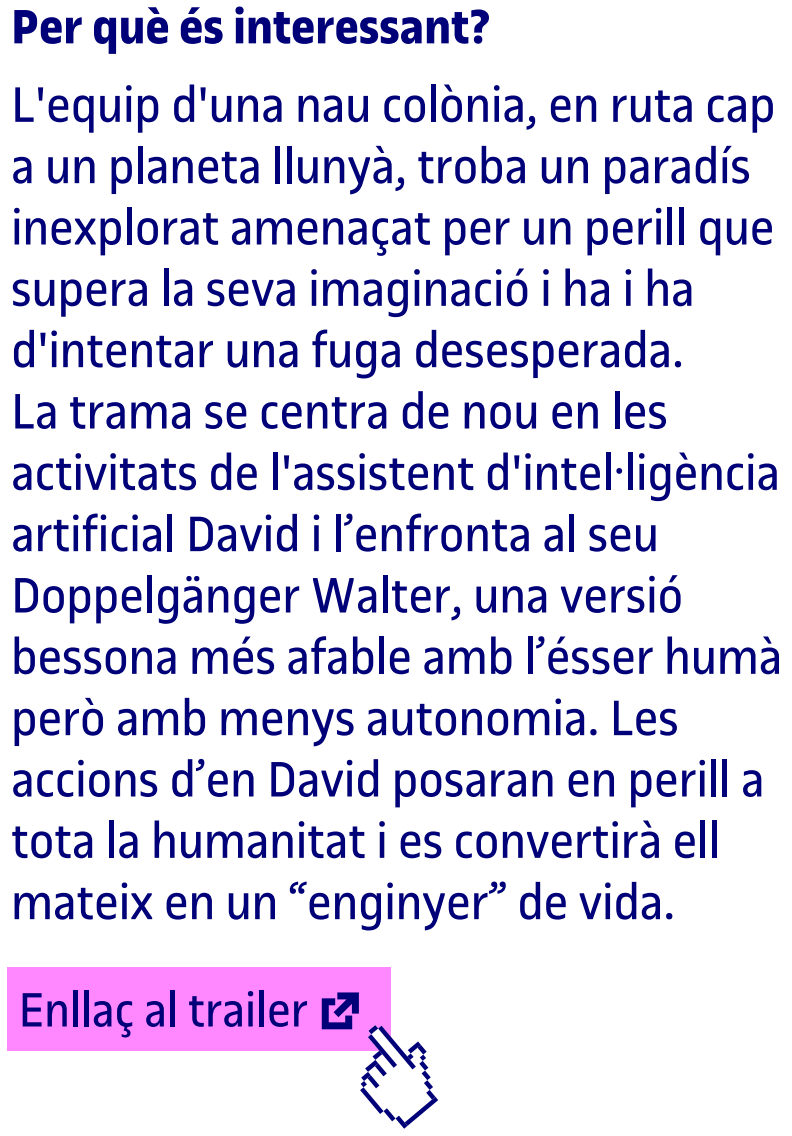 Per què és interessant?
L'equip d'una nau colònia, en ruta cap
a un planeta llunyà, troba un paradís
inexplorat amenaçat per un perill que
supera la seva imaginació i ha i ha
d'intentar una fuga desesperada.
La trama se centra de nou en les
activitats de l'assistent d'intel·ligència
artificial David i l’enfronta al seu
Doppelgänger Walter, una versió
bessona més afable amb l’ésser humà
però amb menys autonomia. Les
accions d’en David posaran en perill a
tota la humanitat i es convertirà ell
mateix en un “enginyer” de vida.
Enllaç al trailer